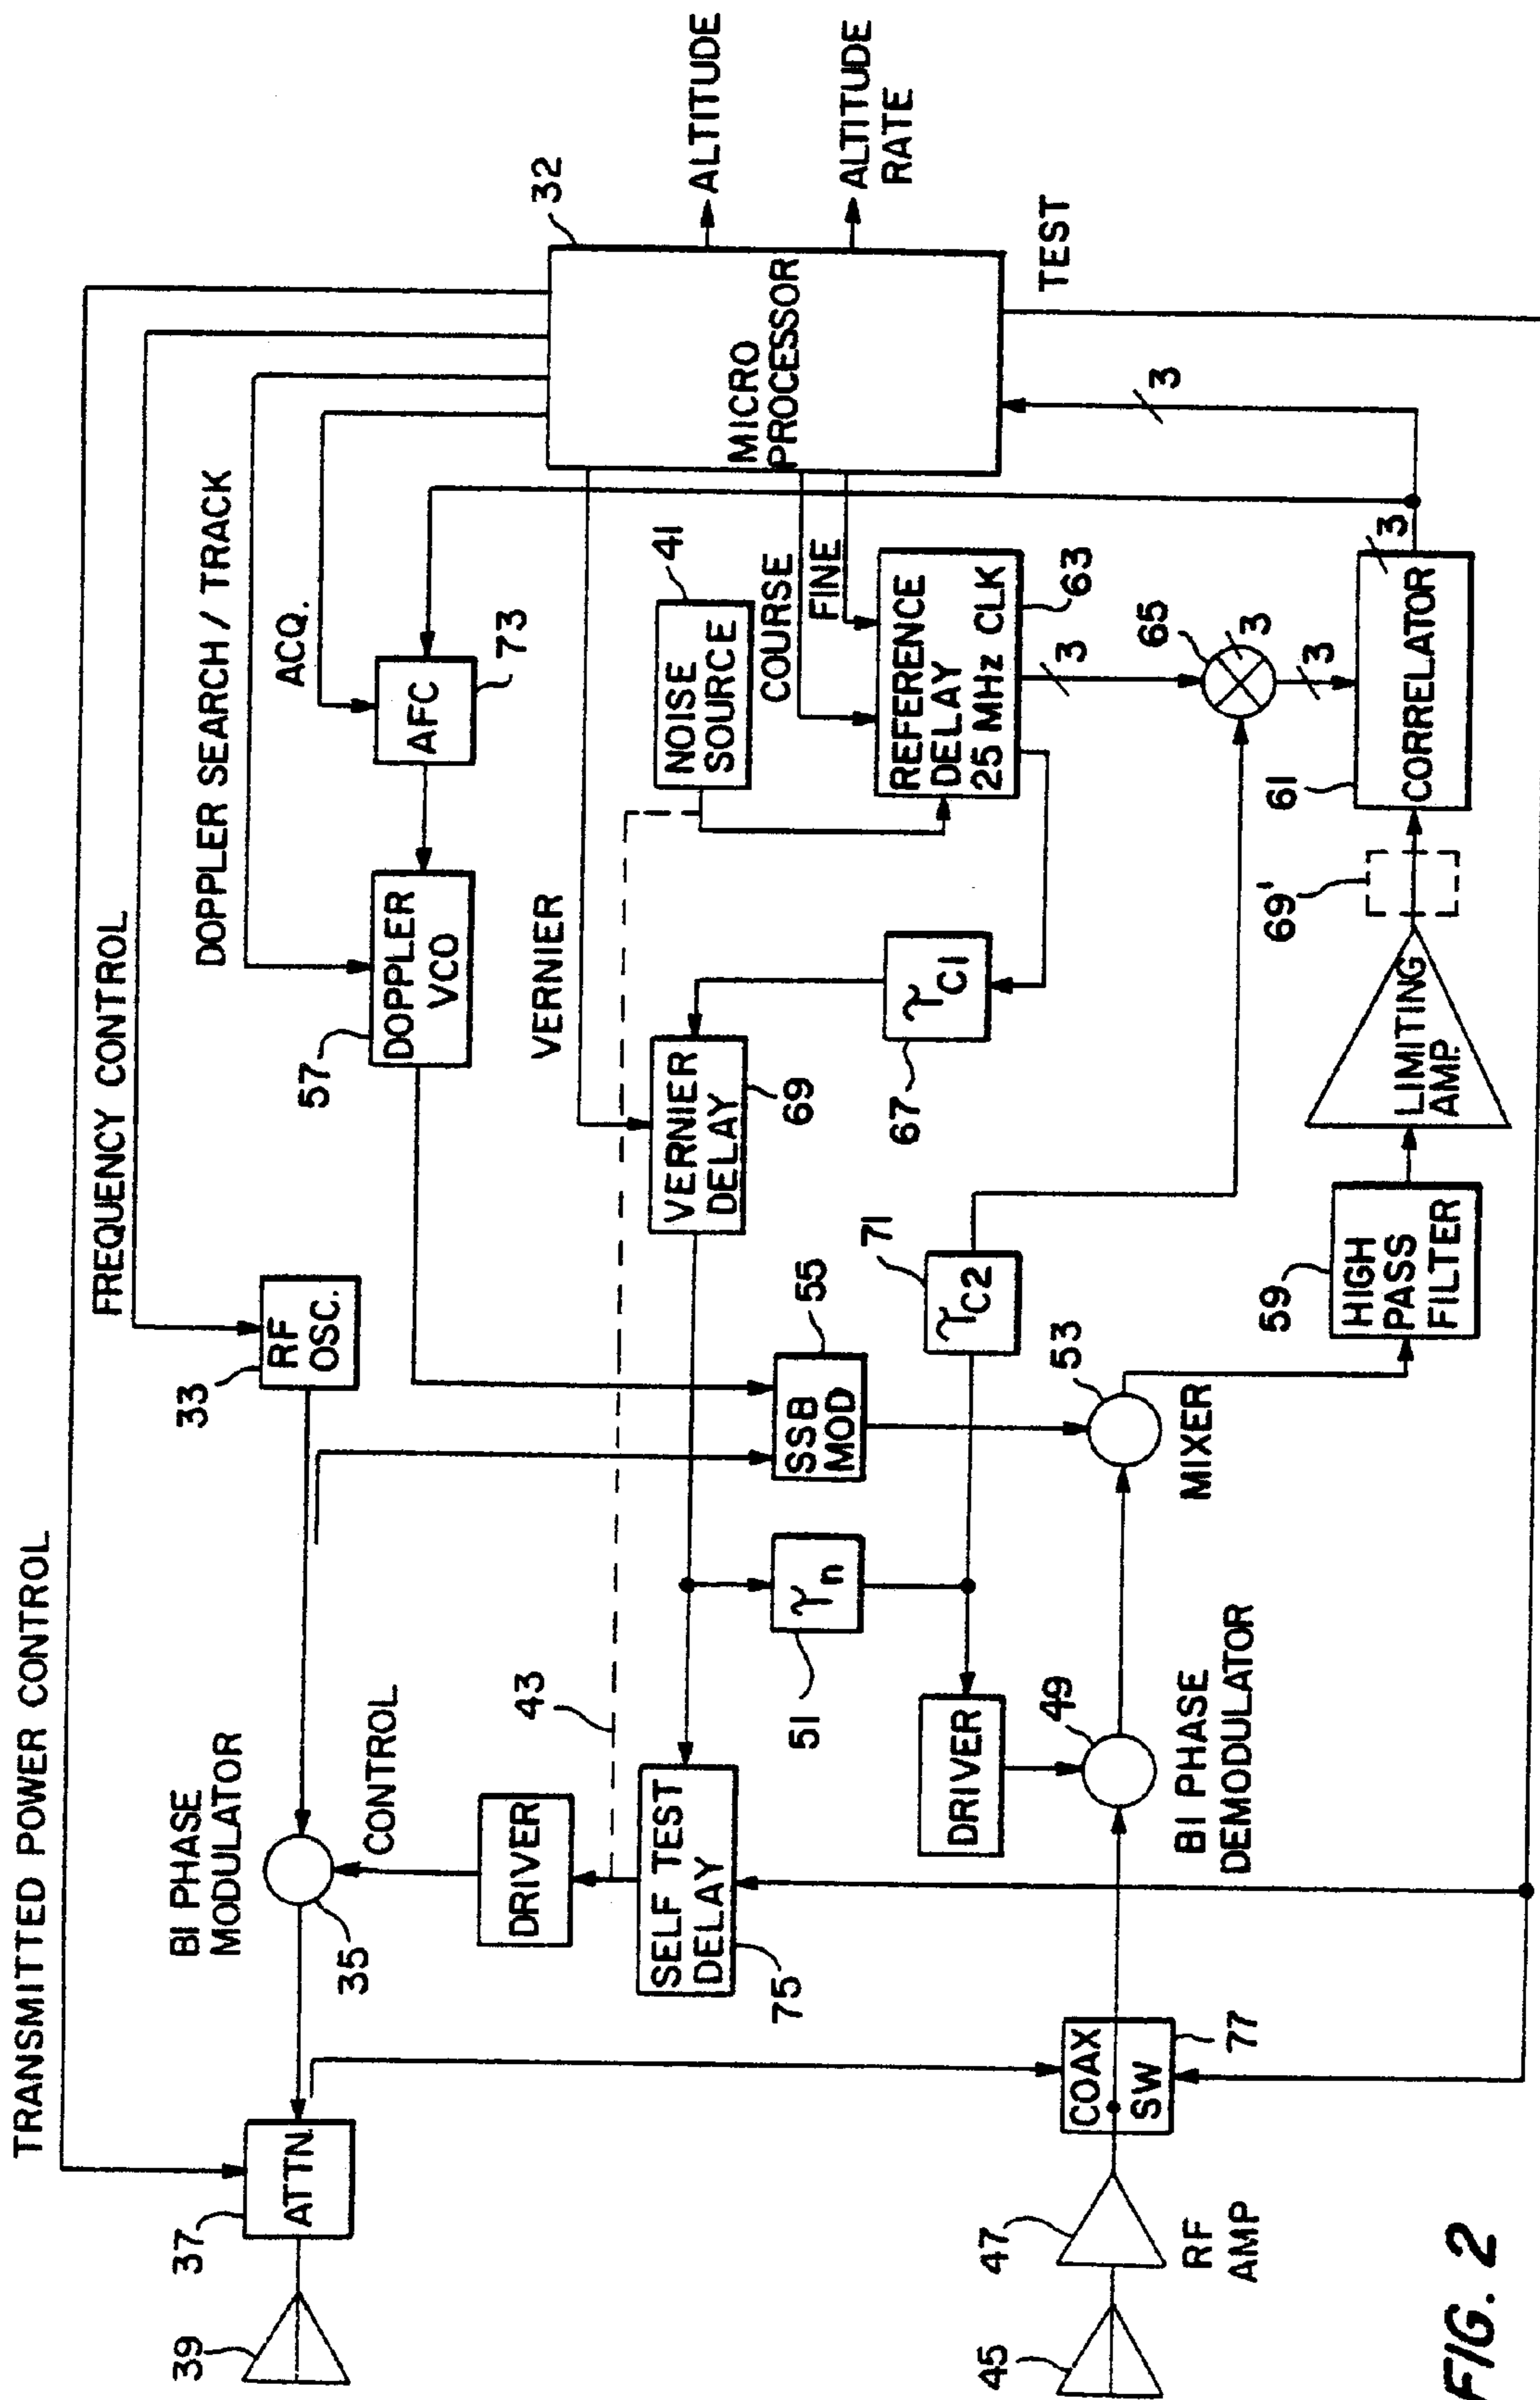 TRANSMITTED POWER CONTROL
FREQUENCY CONTROL
DOPPLER SEARCH / TRACK
ACQ.
37
ATTN.
39
BI PHASE
MODULATOR
35
CONTROL
33
RF
OSC.
57
DOPPLER
VCO
AFC
73
32
MICRO
PROCESSOR
ALTITUDE
ALTITUDE
RATE
TEST
DRIVER
43
VERNIER
SELF TEST
DELAY
75
VERNIER
DELAY
69
NOISE
SOURCE
41
COURSE
FINE
51
τn
SSB
MOD
55
67
τC1
REFERENCE
DELAY
25 MHz CLK
63
3
DRIVER
71
τC2
65
3
3
45
47
RF
AMP
COAX
SW
77
49
BI PHASE
DEMODULATOR
53
MIXER
59
HIGH
PASS
FILTER
LIMITING
AMP.
69'
61
CORRELATOR
3
3
FIG. 2